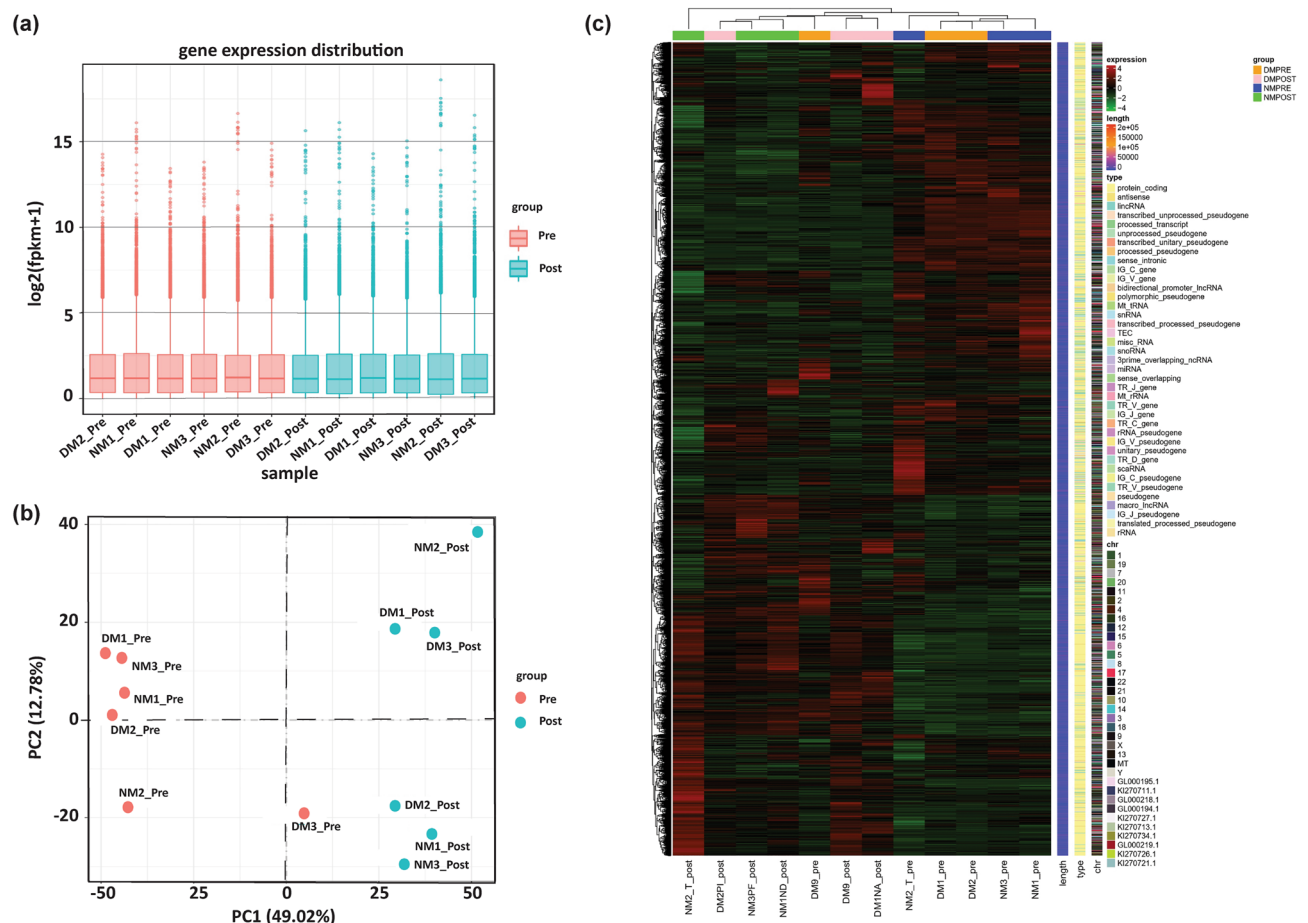 (a)
gene expression distribution
log2(fpkm+1)
15
10
5
0
DM2_Pre
NM1_Pre
DM1_Pre
NM3_Pre
NM2_Pre
DM3_Pre
DM2_Post
NM1_Post
DM1_Post
NM3_Post
NM2_Post
DM3_Post
sample
group
Pre
Post
(b)
PC2 (12.78%)
40
20
0
-20
NM2_Post
DM1_Post
DM3_Post
DM1_Pre
NM3_Pre
NM1_Pre
DM2_Pre
NM2_Pre
DM3_Pre
DM2_Post
NM1_Post
NM3_Post
-50
25
0
25
50
PC1 (49.02%)
group
Pre
Post
(c)
NM2_T_post
DM2PI_post
NM3PF_post
NM1ND_post
DM9_pre
DM9_post
DM1NA_post
NM2_T_pre
DM1_pre
DM2_pre
NM3_pre
NM1_pre
length
type
chr
expression
4
2
0
−2
−4
length
2e+05
150000
1e+05
50000
0
type
protein_coding
antisense
lincRNA
transcribed_unprocessed_pseudogene
processed_transcript
unprocessed_pseudogene
transcribed_unitary_pseudogene
processed_pseudogene
sense_intronic
IG_C_gene
IG_V_gene
bidirectional_promoter_lncRNA
polymorphic_pseudogene
Mt_tRNA
snRNA
transcribed_processed_pseudogene
TEC
misc_RNA
snoRNA
3prime_overlapping_ncRNA
miRNA
sense_overlapping
TR_J_gene
Mt_rRNA
TR_V_gene
IG_J_gene
TR_C_gene
rRNA_pseudogene
IG_V_pseudogene
unitary_pseudogene
TR_D_gene
scaRNA
IG_C_pseudogene
TR_V_pseudogene
pseudogene
macro_lncRNA
IG_J_pseudogene
translated_processed_pseudogene
rRNA
chr
1
19
7
20
11
2
4
16
12
15
6
5
8
17
22
21
10
14
3
18
9
X
13
MT
Y
GL000195.1
KI270711.1
GL000218.1
GL000194.1
KI270727.1
KI270713.1
KI270734.1
GL000219.1
KI270726.1
KI270721.1
group
DMPRE
DMPOST
NMPRE
NMPOST